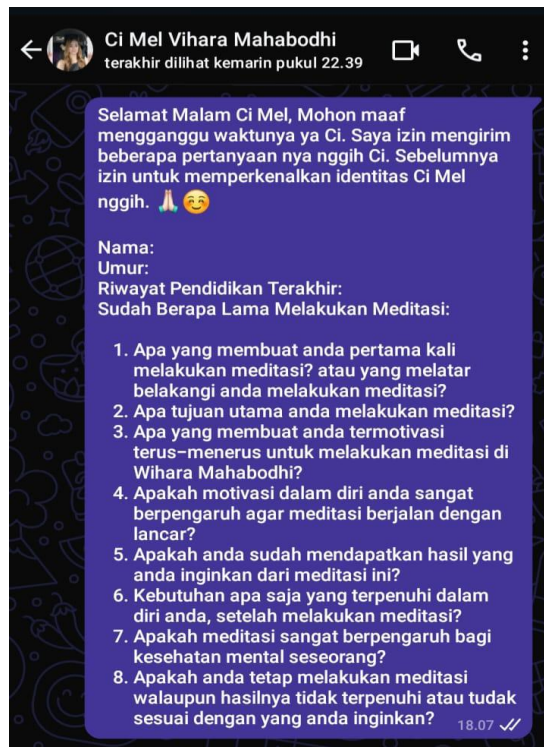 Ci Mel Vihara Mahabodhi
terakhir dilihat kemarin pukul 22.39
Selamat Malam Ci Mel, Mohon maaf
mengganggu waktunya ya Ci. Saya izin mengirim
beberapa pertanyaan nya nggih Ci. Sebelumnya
izin untuk memperkenalkan identitas Ci Mel
nggih. 🙏🏻☺️
Nama:
Umur:
Riwayat Pendidikan Terakhir:
Sudah Berapa Lama Melakukan Meditasi:
1. Apa yang membuat anda pertama kali
melakukan meditasi? atau yang melatar
belakangi anda melakukan meditasi?
2. Apa tujuan utama anda melakukan meditasi?
3. Apa yang membuat anda termotivasi
terus-menerus untuk melakukan meditasi di
Wihara Mahabodhi?
4. Apakah motivasi dalam diri anda sangat
berpengaruh agar meditasi berjalan dengan
lancar?
5. Apakah anda sudah mendapatkan hasil yang
anda inginkan dari meditasi ini?
6. Kebutuhan apa saja yang terpenuhi dalam
diri anda, setelah melakukan meditasi?
7. Apakah meditasi sangat berpengaruh bagi
kesehatan mental seseorang?
8. Apakah anda tetap melakukan meditasi
walaupun hasilnya tidak terpenuhi atau tudak
sesuai dengan yang anda inginkan?
18.07